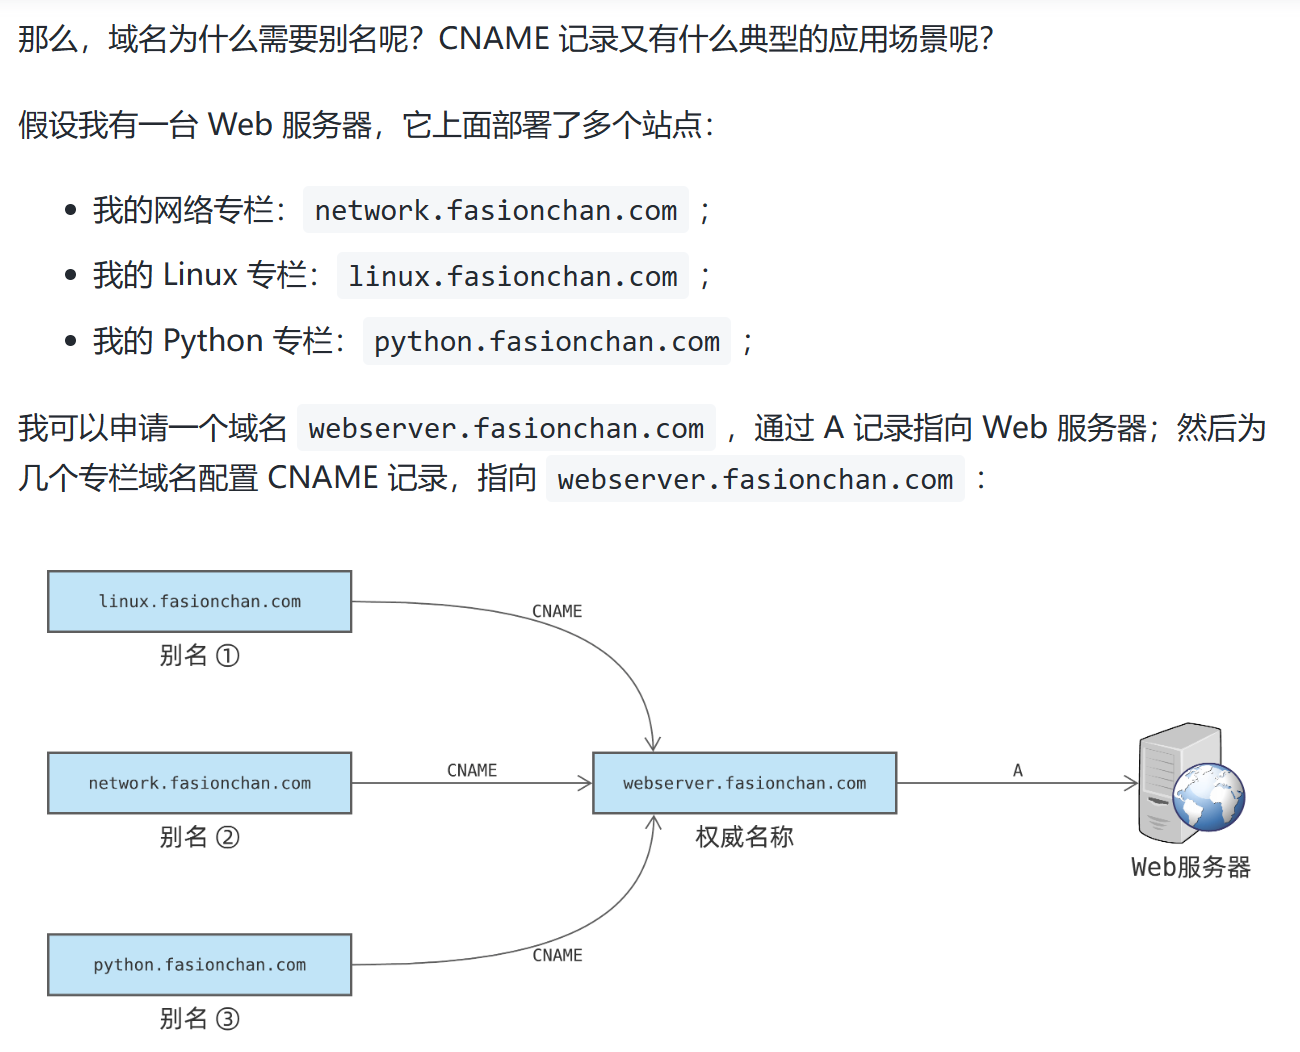 那么，域名为什么需要别名呢？CNAME 记录又有什么典型的应用场景呢？
假设我有一台 Web 服务器，它上面部署了多个站点：
我的网络专栏： network.fasionchan.com ；
我的 Linux 专栏： linux.fasionchan.com ；
我的 Python 专栏： python.fasionchan.com ；
我可以申请一个域名 webserver.fasionchan.com ，通过 A 记录指向 Web 服务器；然后为
几个专栏域名配置 CNAME 记录，指向 webserver.fasionchan.com ：
linux.fasionchan.com
CNAME
别名 ①
network.fasionchan.com
CNAME
webserver.fasionchan.com
A
别名 ②
权威名称
Web服务器
python.fasionchan.com
CNAME
别名 ③